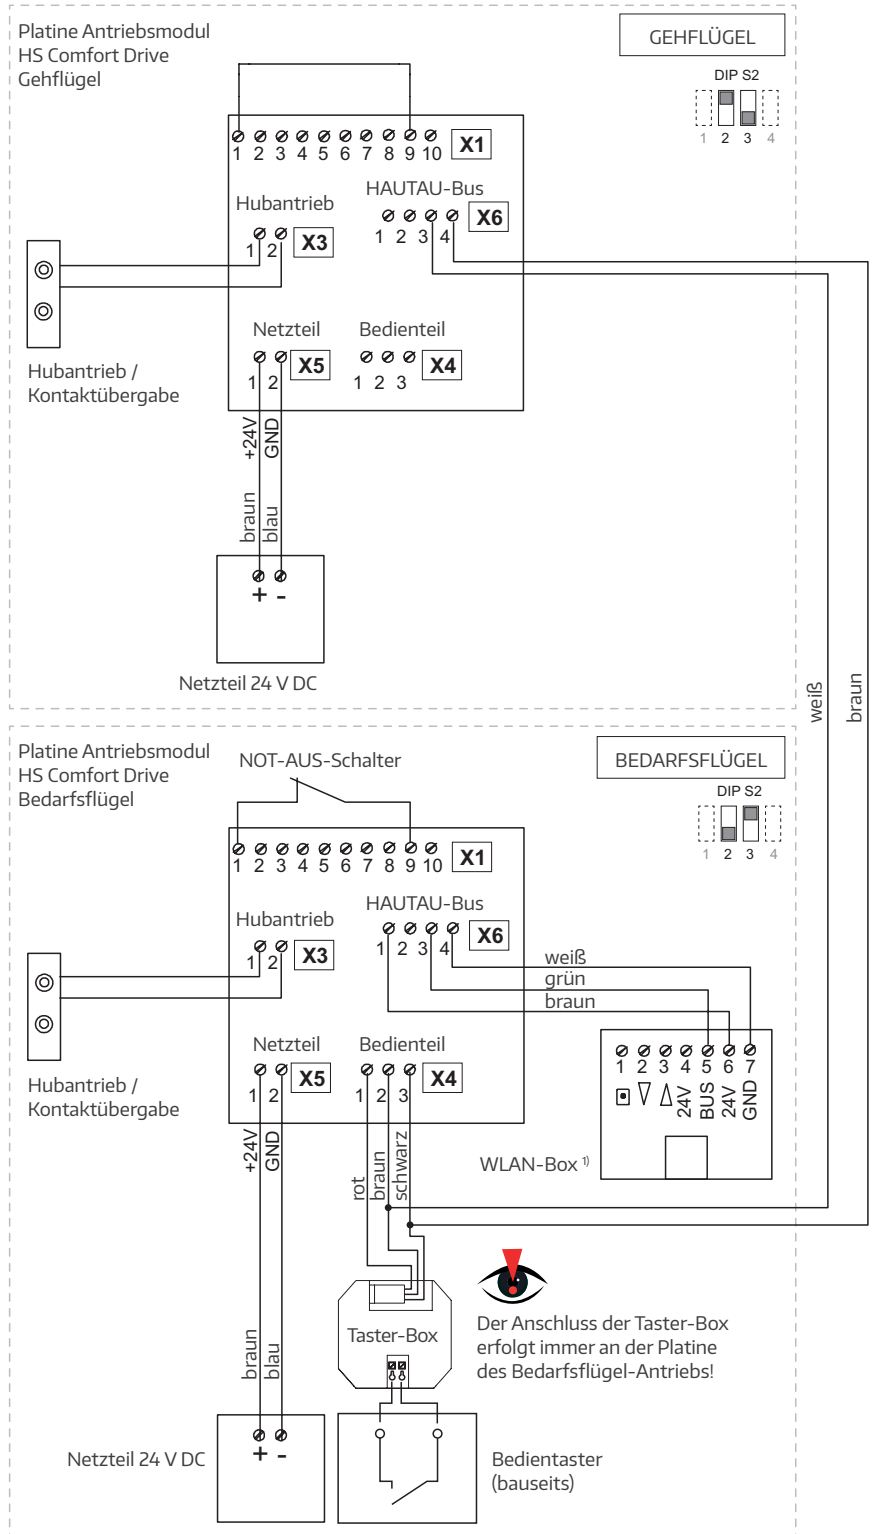 Platine Antriebsmodul
HS Comfort Drive
Gehflügel
GEHFLÜGEL
DIP S2
1 2 3 4
1 2 3 4 5 6 7 8 9 10 X1
HAUTAU-Bus
Hubantrieb
1 2 3 4 X6
1 2 X3
Netzteil
Bedienteil
1 2 X5
1 2 3 X4
Hubantrieb /
Kontaktübergabe
+24V
GND
braun
blau
+ -
Netzteil 24 V DC
weiß
braun
Platine Antriebsmodul
HS Comfort Drive
Bedarfsflügel
NOT-AUS-Schalter
BEDARFSFLÜGEL
DIP S2
1 2 3 4
1 2 3 4 5 6 7 8 9 10 X1
HAUTAU-Bus
Hubantrieb
1 2 3 4 X6
1 2 X3
weiß
grün
braun
Netzteil
Bedienteil
1 2 X5
1 2 3 X4
1 2 3 4 5 6 7
24V
BUS
24V
GND
WLAN-Box 1)
Hubantrieb /
Kontaktübergabe
+24V
GND
rot
braun
schwarz
braun
blau
Taster-Box
Der Anschluss der Taster-Box
erfolgt immer an der Platine
des Bedarfsflügel-Antriebs!
+ -
Netzteil 24 V DC
Bedientaster
(bauseits)